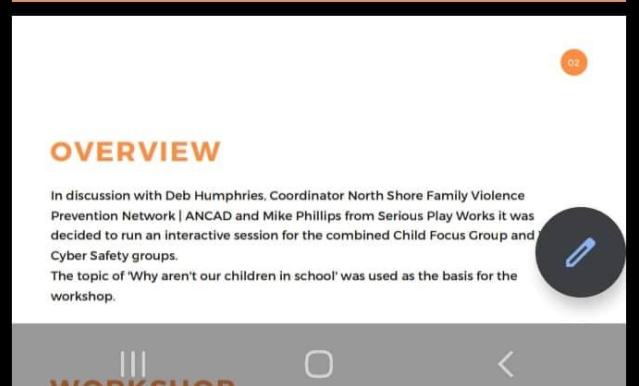 02
OVERVIEW
In discussion with Deb Humphries, Coordinator North Shore Family Violence
Prevention Network | ANCAD and Mike Phillips from Serious Play Works it was
decided to run an interactive session for the combined Child Focus Group and
Cyber Safety groups.
The topic of 'Why aren't our children in school' was used as the basis for the
workshop.
WORKSHOP